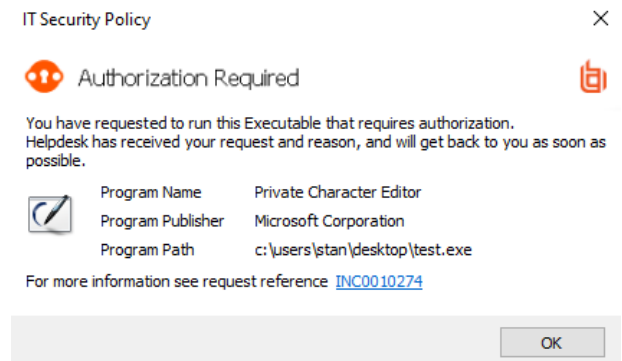 IT Security Policy
Authorization Required
You have requested to run this Executable that requires authorization.
Helpdesk has received your request and reason, and will get back to you as soon as
possible.
Program Name Private Character Editor
Program Publisher Microsoft Corporation
Program Path c:\users\stan\desktop\test.exe
For more information see request reference INC0010274
OK